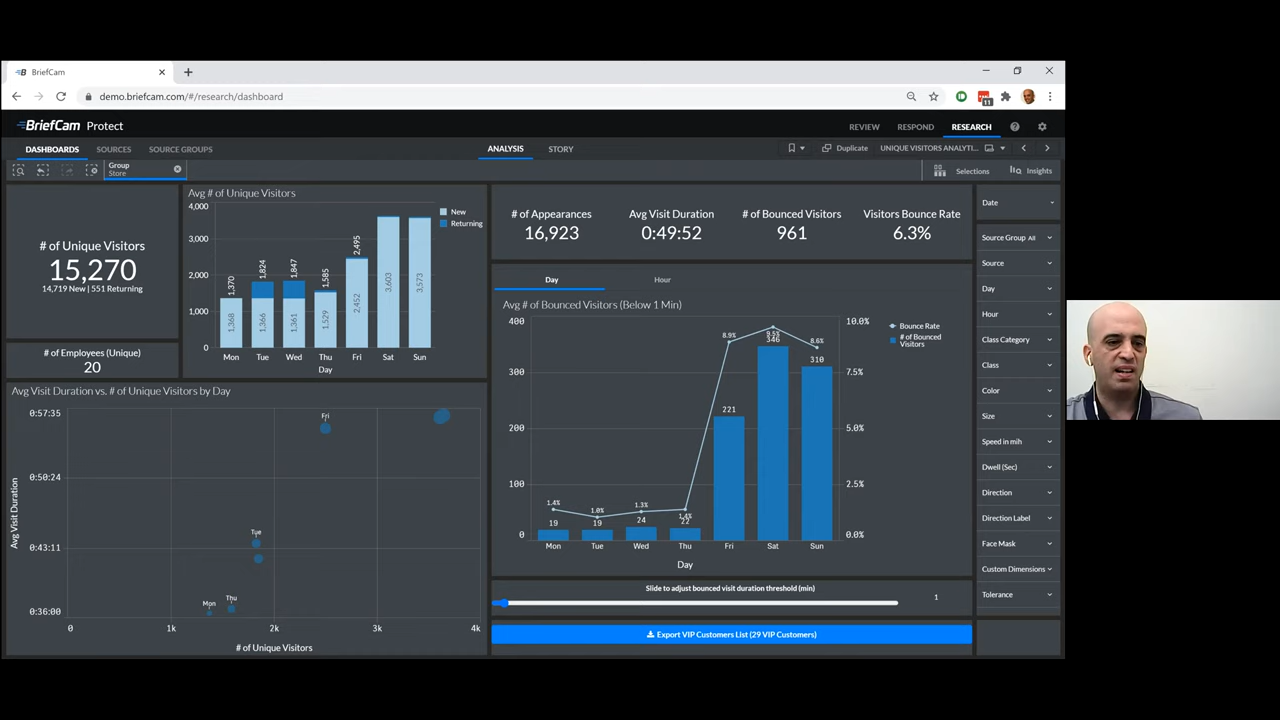 BriefCam
demo.briefcam.com/#/research/dashboard
11
BriefCam Protect
REVIEW RESPOND RESEARCH
DASHBOARDS SOURCES SOURCE GROUPS ANALYSIS STORY
Duplicate UNIQUE VISITORS ANALYTI...
Group
Store
Selections Insights
# of Unique Visitors
15,270
14,719 New | 551 Returning
# of Employees (Unique)
20
Avg # of Unique Visitors
4,000
3,000
2,000
1,000
0
1,370 1,824 1,847 1,585 2,495
1,368 1,366 1,361 1,529 2,452 3,603 3,573
Mon Tue Wed Thu Fri Sat Sun
Day
New
Returning
Avg Visit Duration vs. # of Unique Visitors by Day
Avg Visit Duration
0:57:35
0:50:24
0:43:11
0:36:00
Fri
Tue
Mon Thu
0 1k 2k 3k 4k
# of Unique Visitors
# of Appearances Avg Visit Duration # of Bounced Visitors Visitors Bounce Rate
16,923 0:49:52 961 6.3%
Day Hour
Avg # of Bounced Visitors (Below 1 Min)
400
300
200
100
0
10.0%
7.5%
5.0%
2.5%
0.0%
1.4% 1.0% 1.3% 1.4% 8.9% 9.5% 8.6%
19 19 24 22 221 346 310
Mon Tue Wed Thu Fri Sat Sun
Day
Bounce Rate
# of Bounced
Visitors
Slide to adjust bounced visit duration threshold (min)
1
Export VIP Customers List (29 VIP Customers)
Date
Source Group All
Source
Day
Hour
Class Category
Class
Color
Size
Speed in mih
Dwell (Sec)
Direction
Direction Label
Face Mask
Custom Dimensions
Tolerance